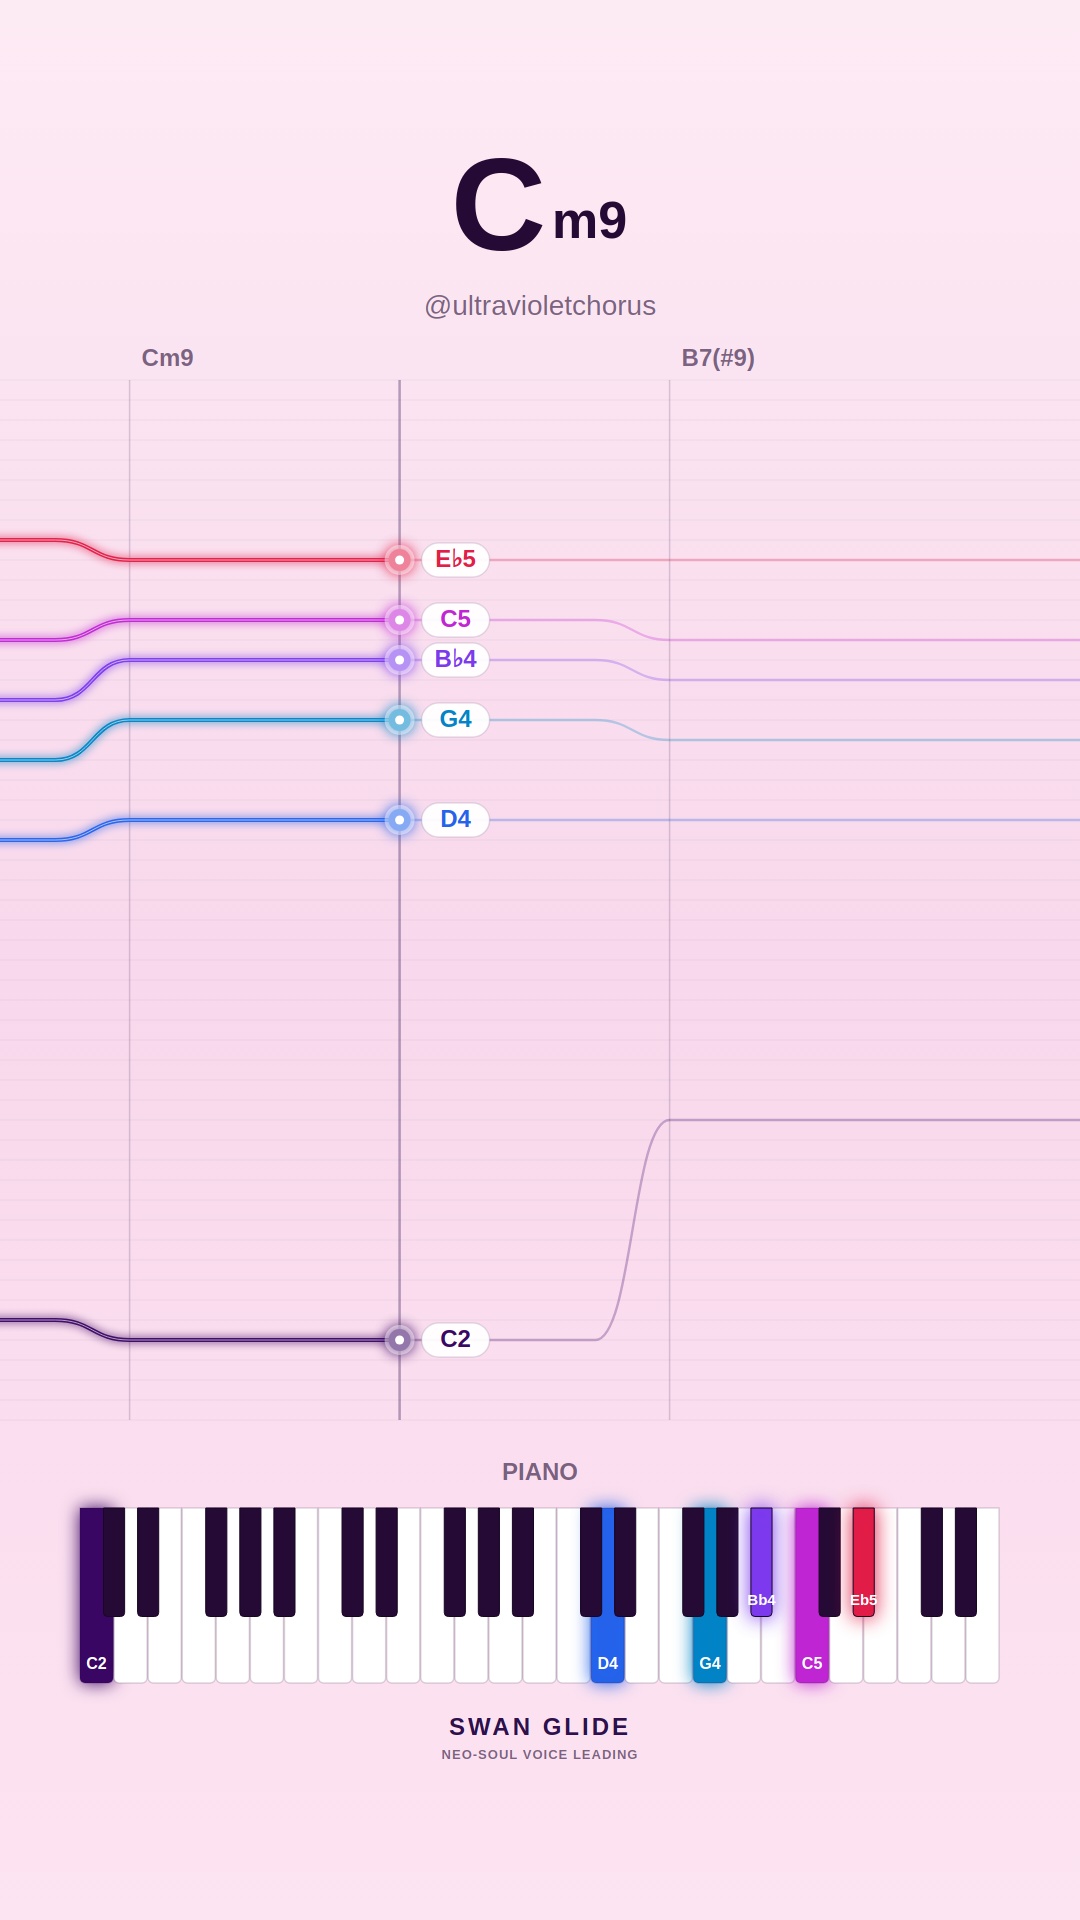 Cm9
@ultravioletchorus
Cm9 B7(#9)
E♭5
C5
B♭4
G4
D4
C2
PIANO
Bb4 Eb5
C2 D4 G4 C5
SWAN GLIDE
NEO-SOUL VOICE LEADING